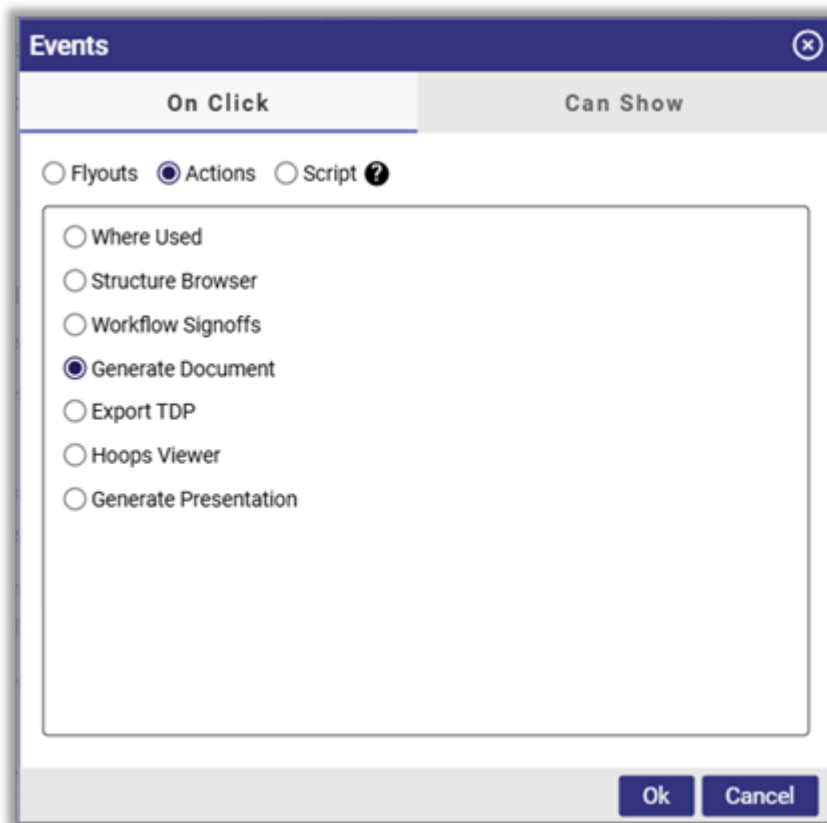 Events
On Click Can Show
Flyouts Actions Script ?
Where Used
Structure Browser
Workflow Signoffs
Generate Document
Export TDP
Hoops Viewer
Generate Presentation
Ok Cancel